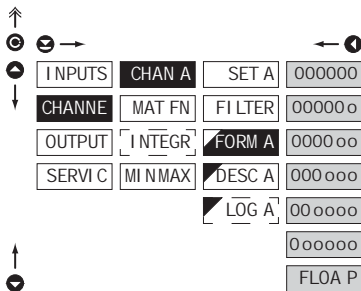 INPUTS CHAN A SET A 000000
CHANNE MAT FN FILTER 00000o
OUTPUT INTEGR FORM A 0000oo
SERVIC MINMAX DESC A 000ooo
LOG A 00oooo
0ooooo
FLOA P